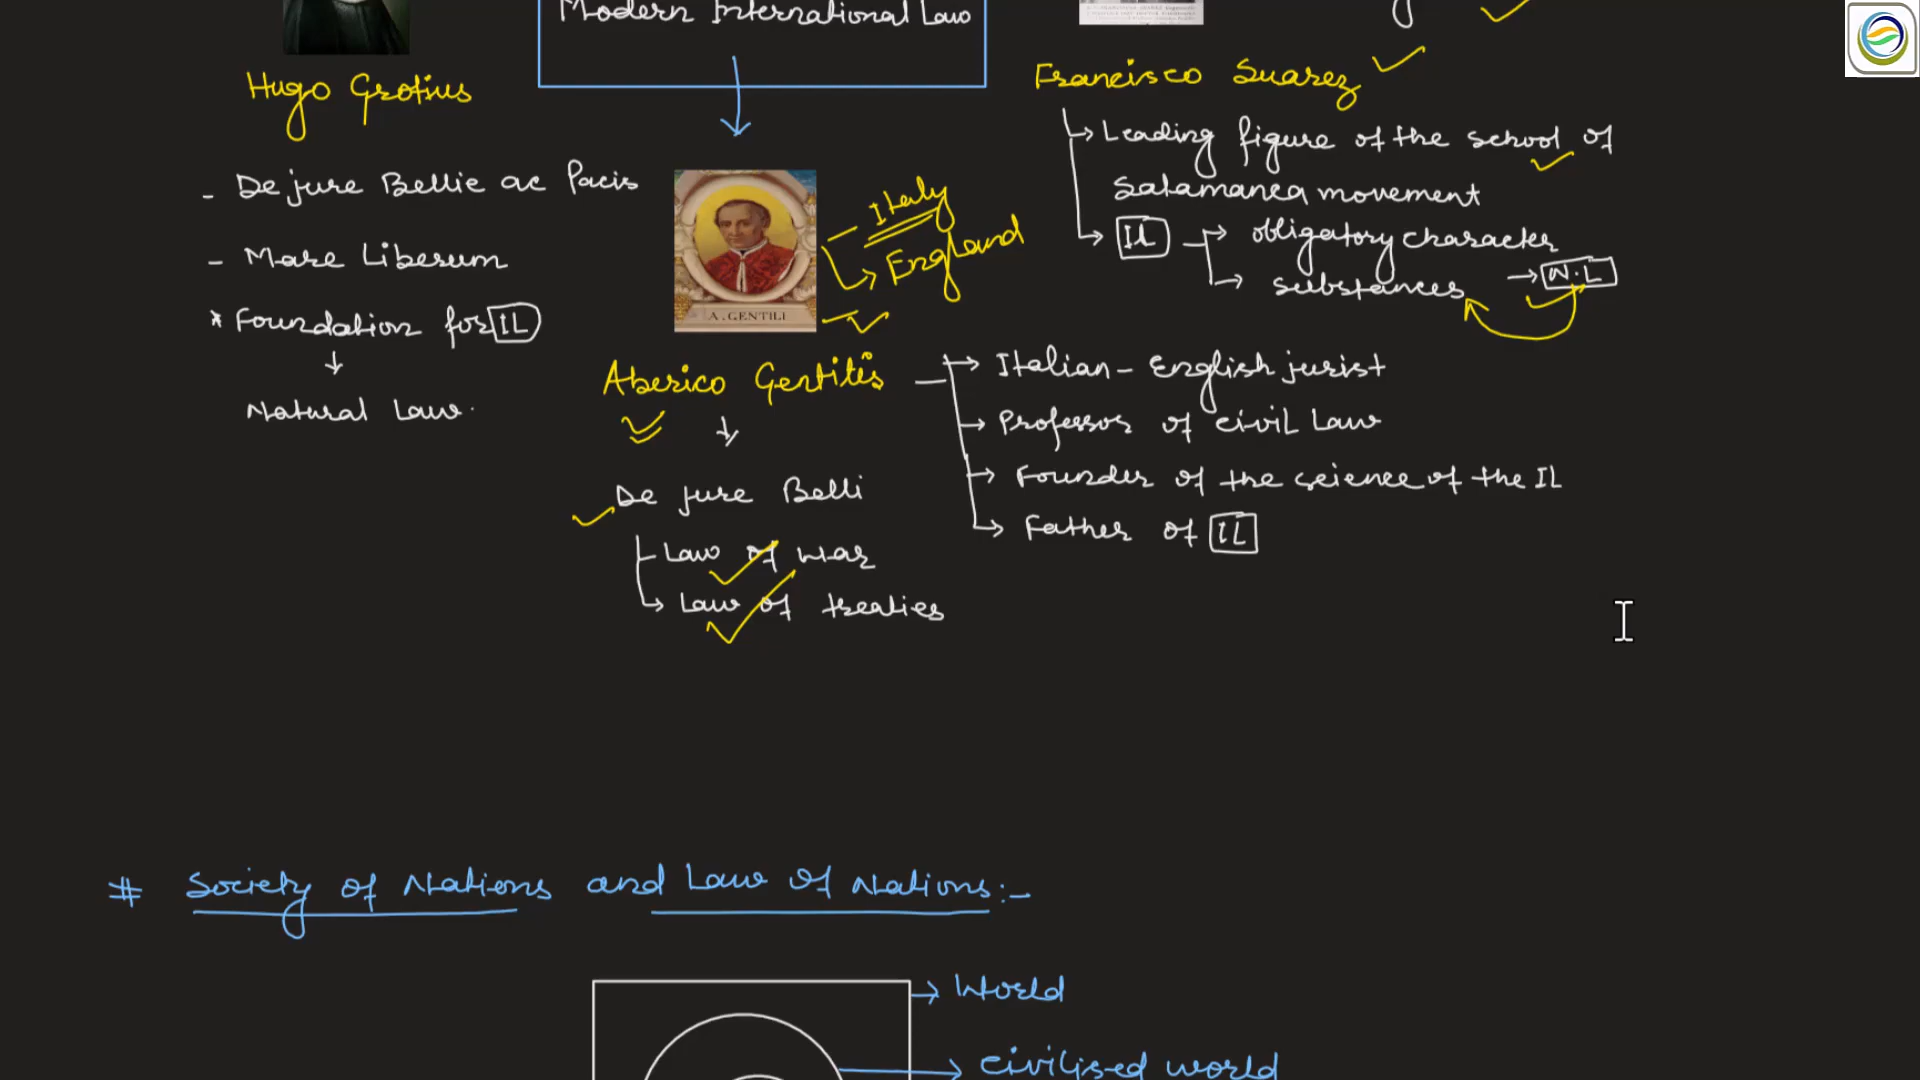 Modern International Law
Hugo Grotius
- De jure Bellie ac Pacis
- Mare Liberum
* Foundation for IL
Natural Law.
A.GENTILI
Italy
England
Aberico Gentilis
De jure Belli
Law of war
Law of treaties
Italian - English jurist
Professor of civil Law
Founder of the science of the IL
Father of IL
Francisco Suarez
Leading figure of the school of
Salamanca movement
IL
obligatory character
substances → N.L
# Society of Nations and Law of Nations:-
World
civilised world